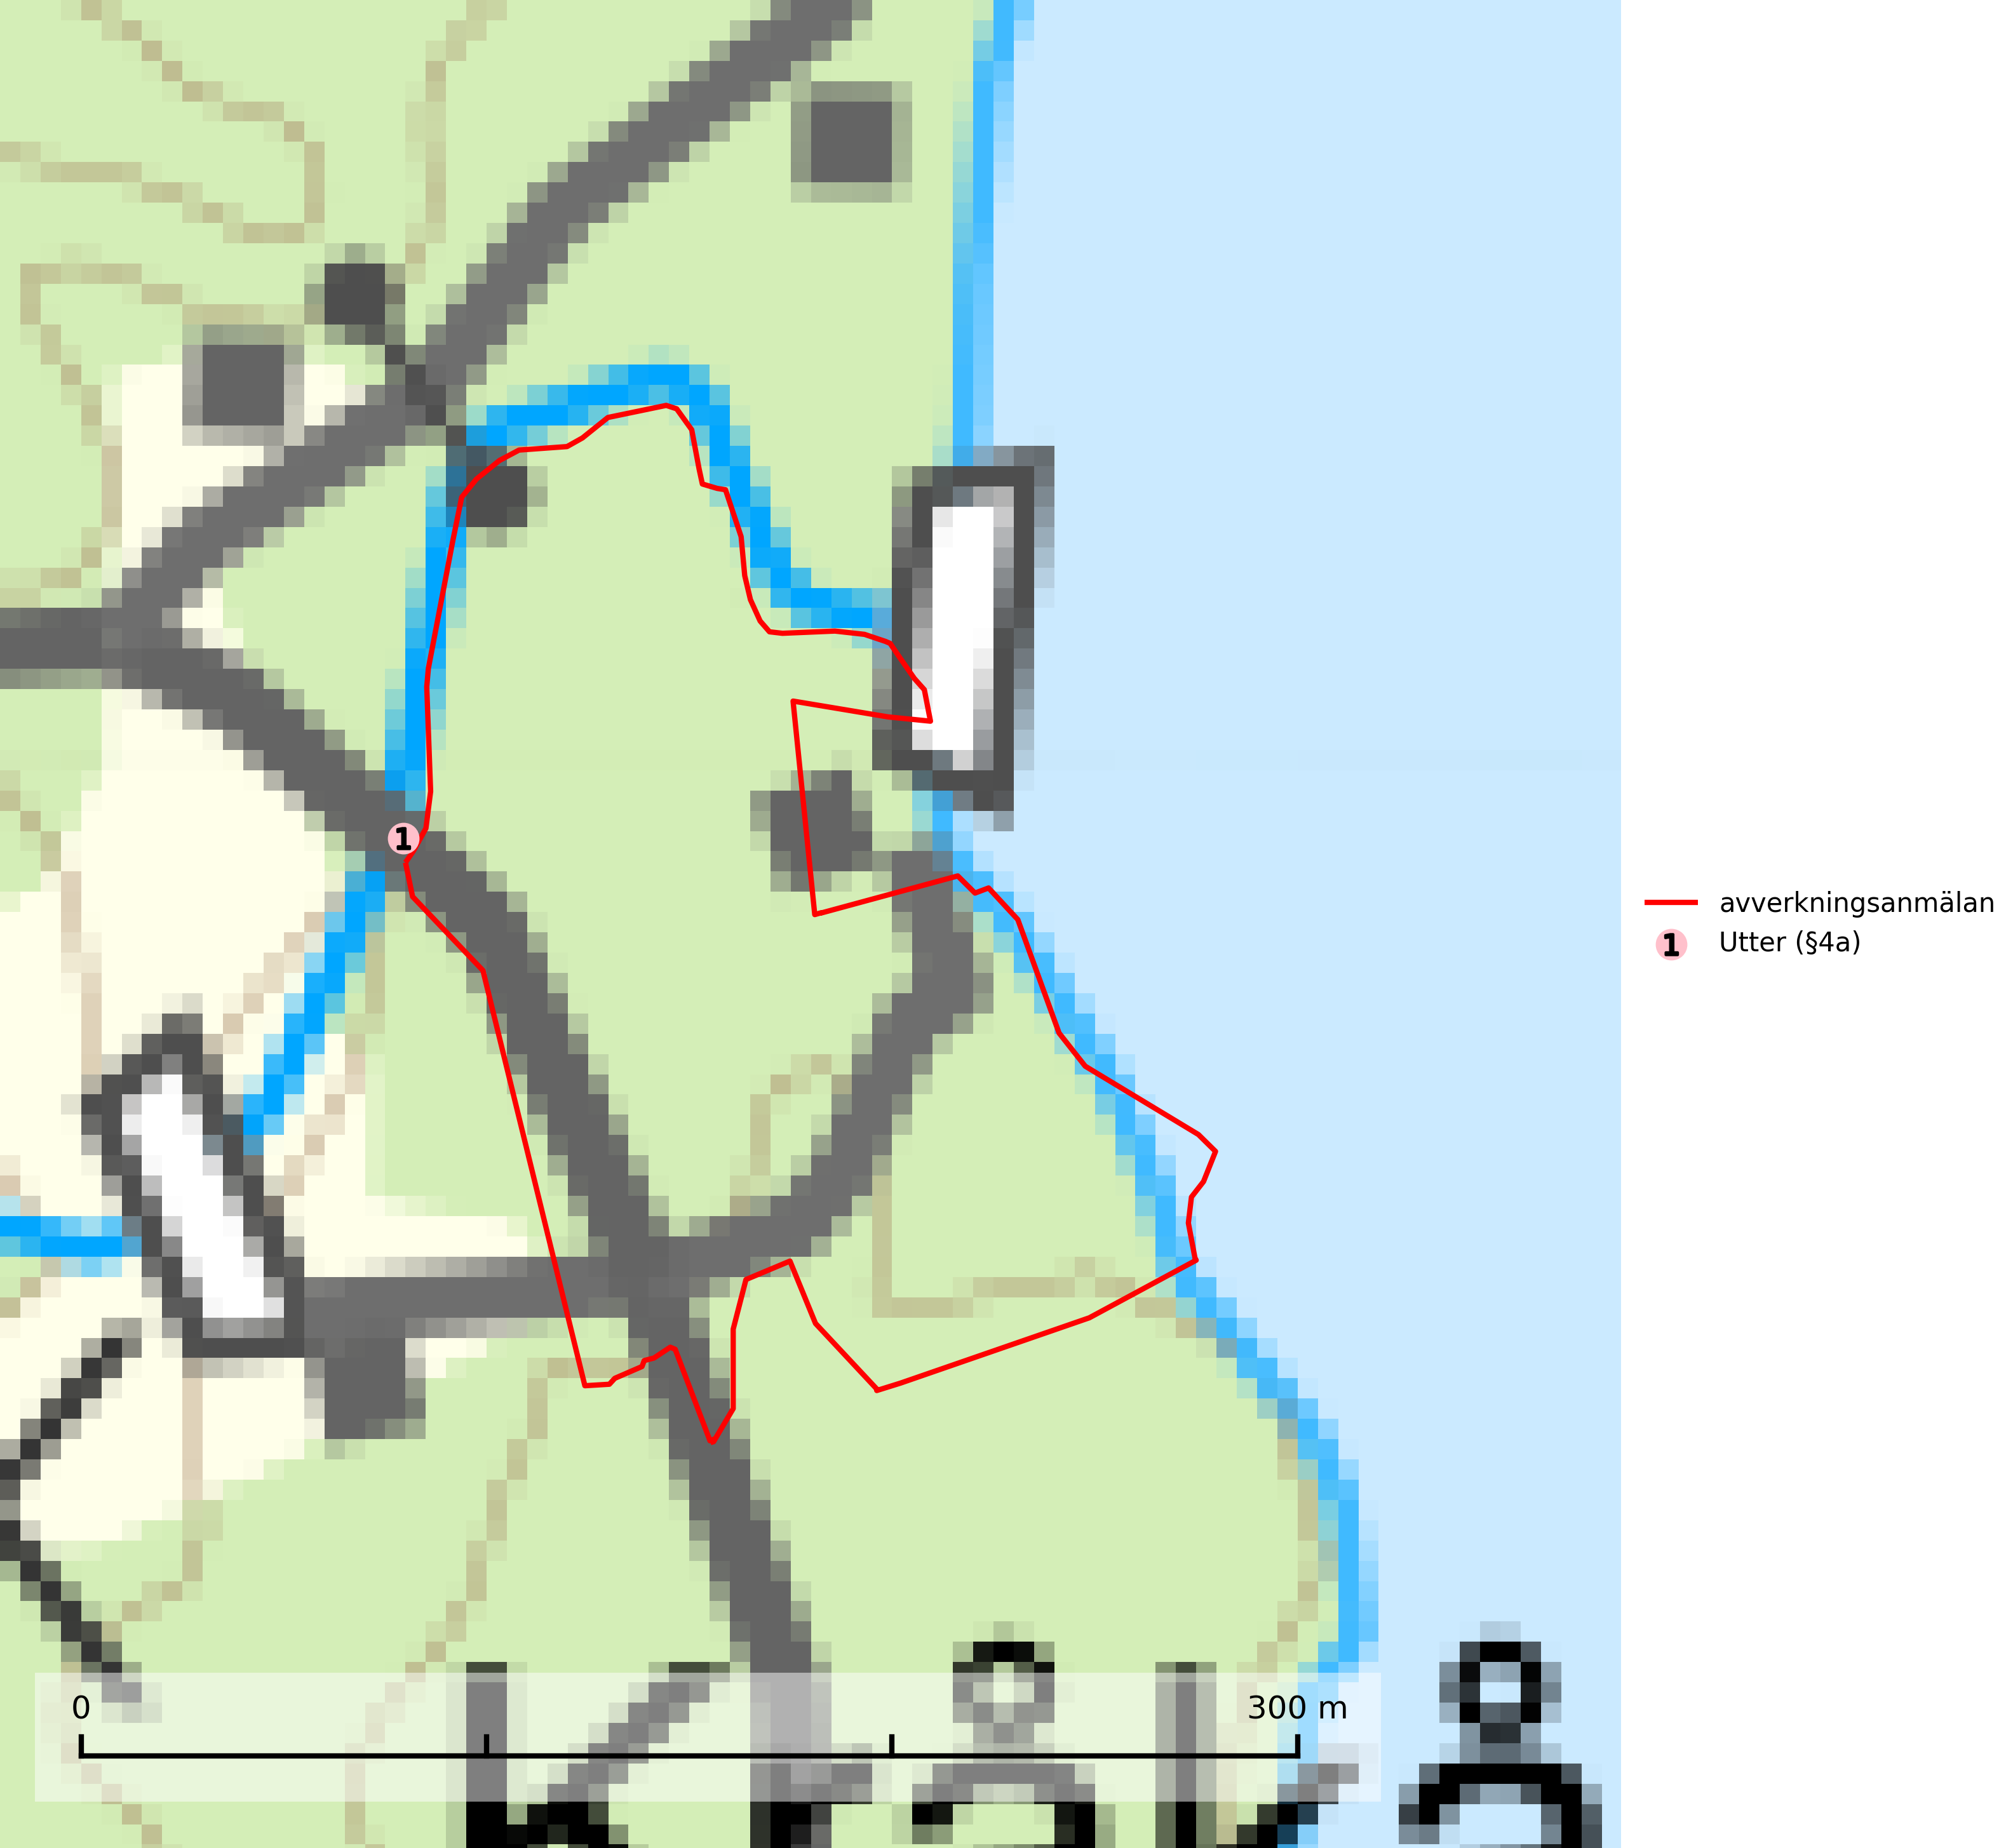 1
avverkningsanmälan
1 Utter (§4a)
0 300 m